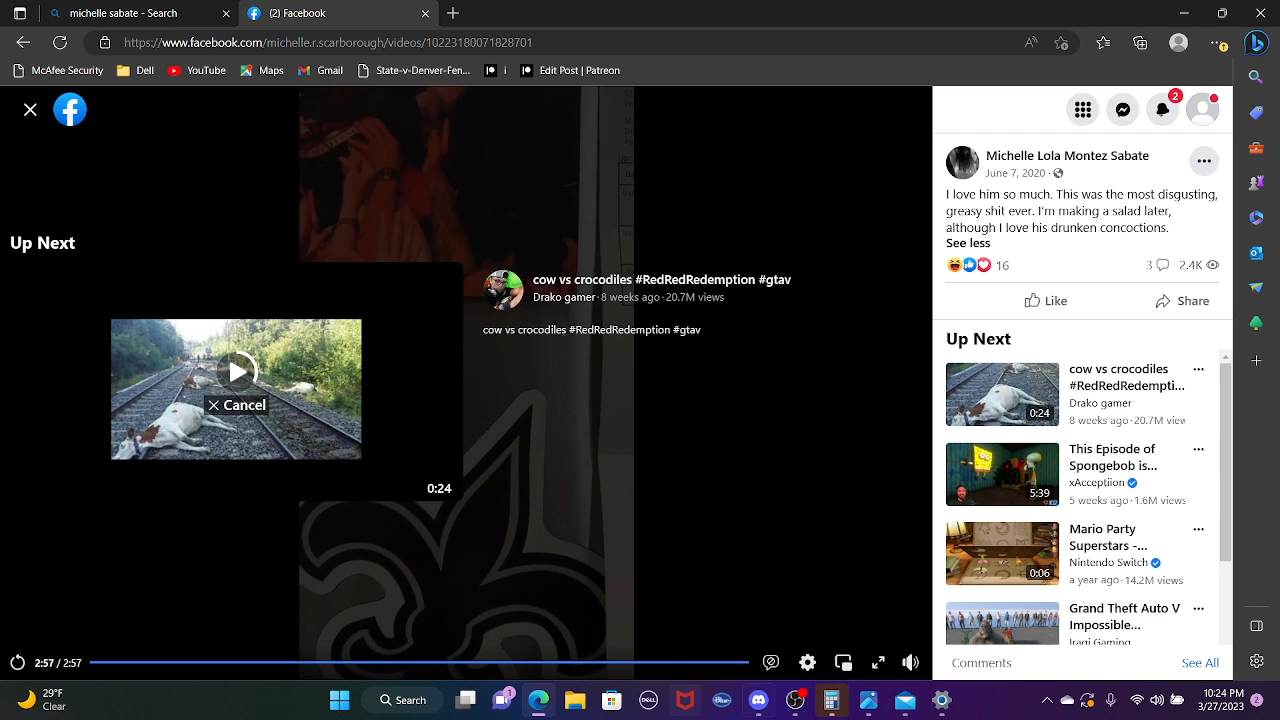 michelle sabate - Search
(2) Facebook
https://www.facebook.com/michelle.r.scarborough/videos/10223180071828701
McAfee Security
Dell
YouTube
Maps
Gmail
State-v-Denver-Fen...
i
Edit Post | Patreon
Up Next
Cancel
0:24
cow vs crocodiles #RedRedRedemption #gtav
Drako gamer · 8 weeks ago · 20.7M views
cow vs crocodiles #RedRedRedemption #gtav
2:57 / 2:57
2
Michelle Lola Montez Sabate
June 7, 2020 ·
I love him so much. This was the most disgusting,
greasy shit ever. I'm making a salad later,
although I love his drunken concoctions.
See less
16
3
2.4K
Like
Share
Up Next
0:24
cow vs crocodiles
#RedRedRedempti...
Drako gamer
8 weeks ago · 20.7M view
5:39
This Episode of
Spongebob is...
xAcceptiion
5 weeks ago · 1.6M views
0:06
Mario Party
Superstars -...
Nintendo Switch
a year ago · 14.2M views
Grand Theft Auto V
Impossible...
Iraqi Gaming
Comments
See All
29°F
Clear
Search
1
DELL
Blue
10:24 PM
3/27/2023
2